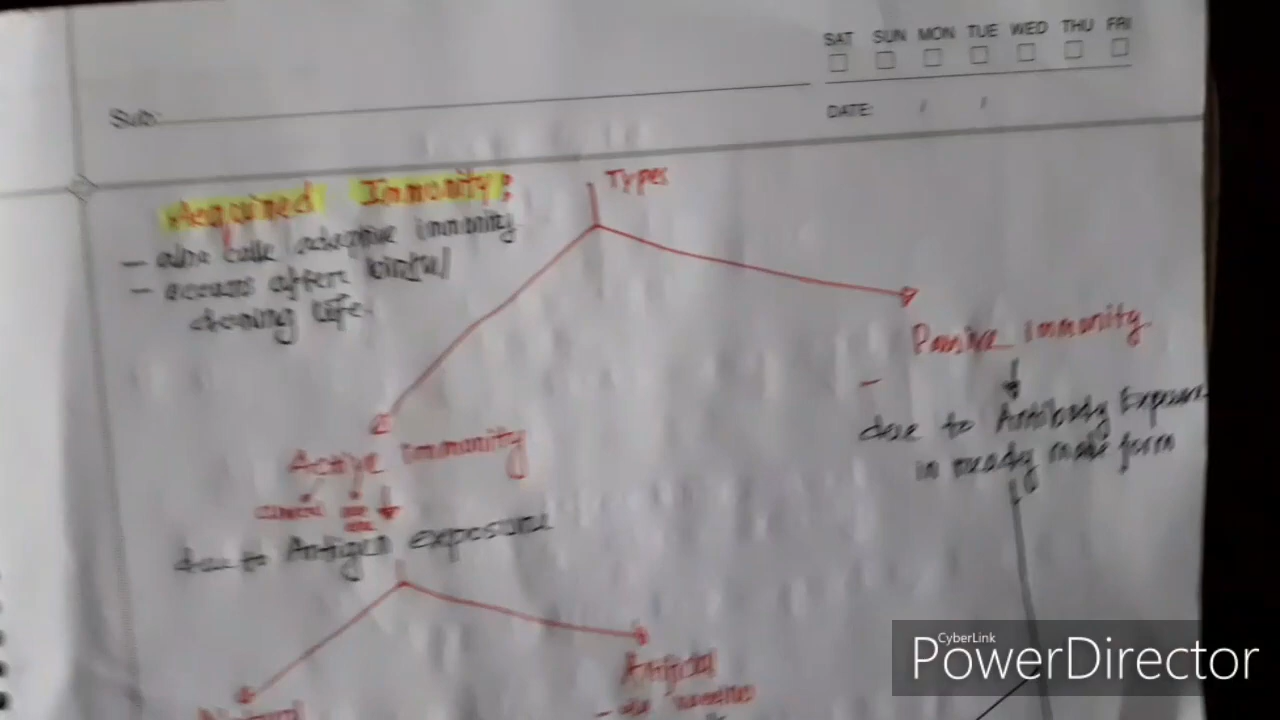 SAT SUN MON TUE WED THU FRI
Sub:
DATE: / /
Acquired Immunity:
Types
- also calle adaptive immunity
- occurs after birth /
during life.
Passive immunity
due to Antibody Exposure
in ready made form
Active immunity
due to Antigen exposure
Natural
Artificial
CyberLink
PowerDirector